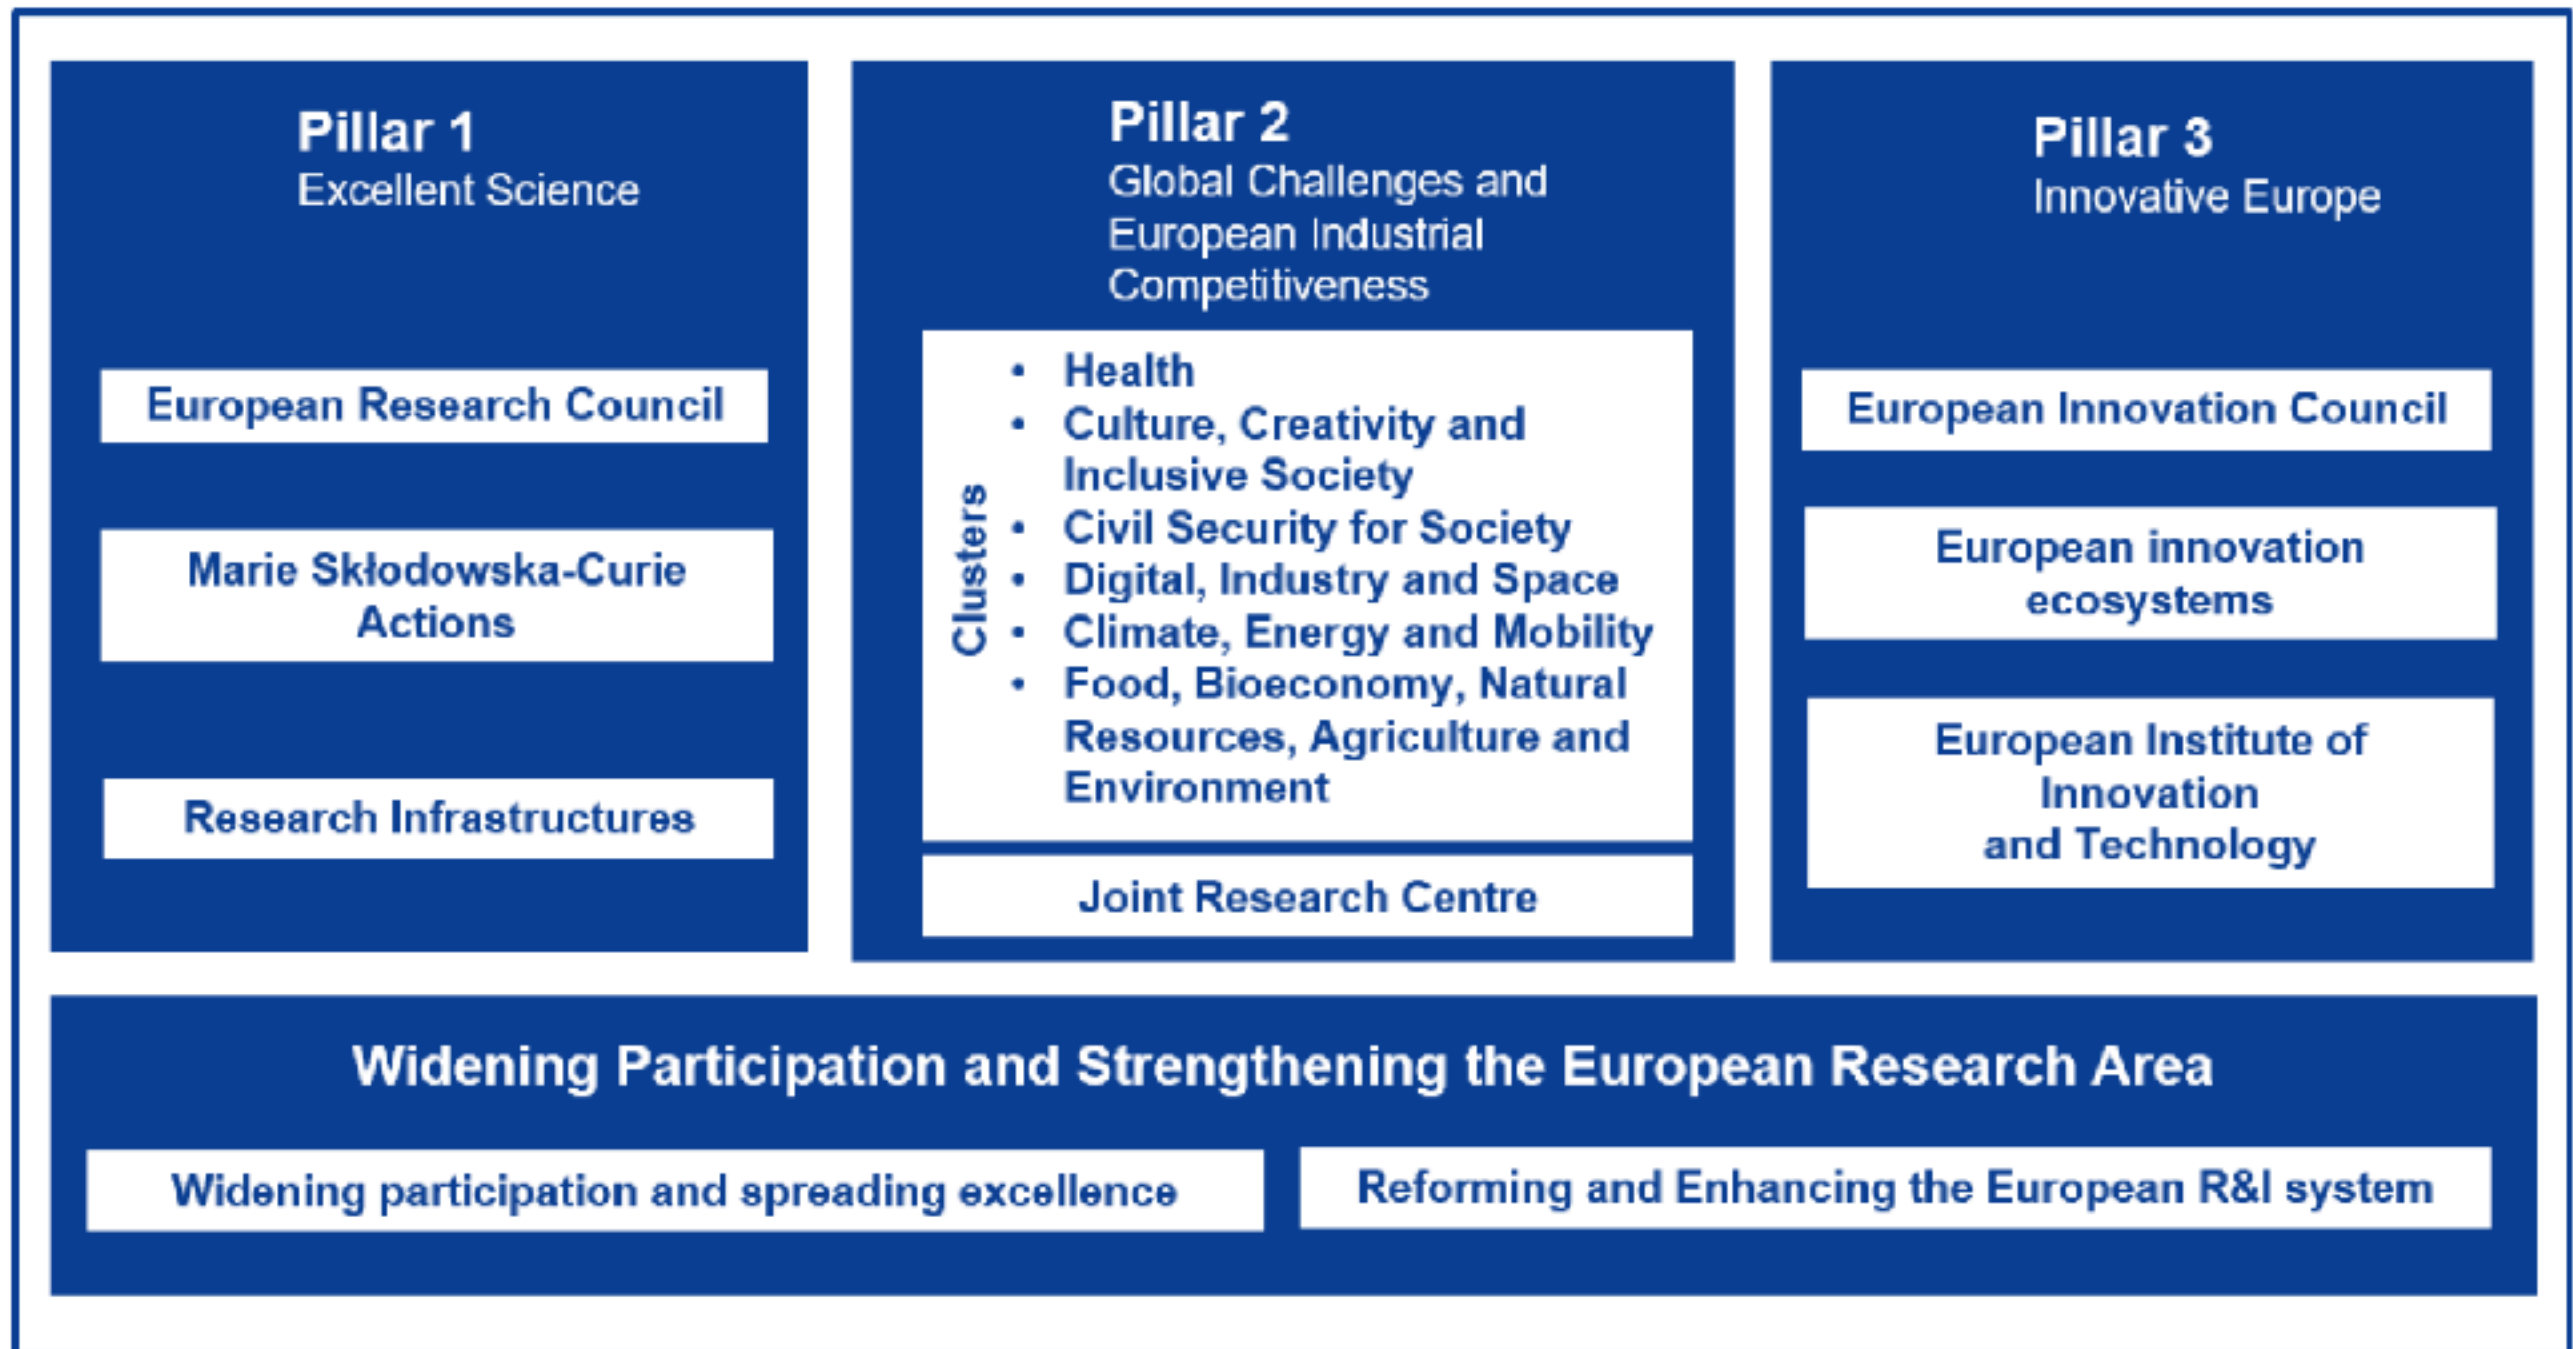 Pillar 1
Excellent Science
European Research Council
Marie Skłodowska-Curie
Actions
Research Infrastructures
Pillar 2
Global Challenges and
European Industrial
Competitiveness
Clusters
• Health
• Culture, Creativity and
Inclusive Society
• Civil Security for Society
• Digital, Industry and Space
• Climate, Energy and Mobility
• Food, Bioeconomy, Natural
Resources, Agriculture and
Environment
Joint Research Centre
Pillar 3
Innovative Europe
European Innovation Council
European innovation
ecosystems
European Institute of
Innovation
and Technology
Widening Participation and Strengthening the European Research Area
Widening participation and spreading excellence
Reforming and Enhancing the European R&I system